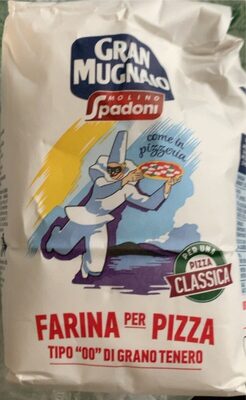 GRAN
MUGNAIO
MOLINO
Spadoni
come in
pizzeria
PER UNA
PIZZA
CLASSICA
FARINA PER PIZZA
TIPO "00" DI GRANO TENERO